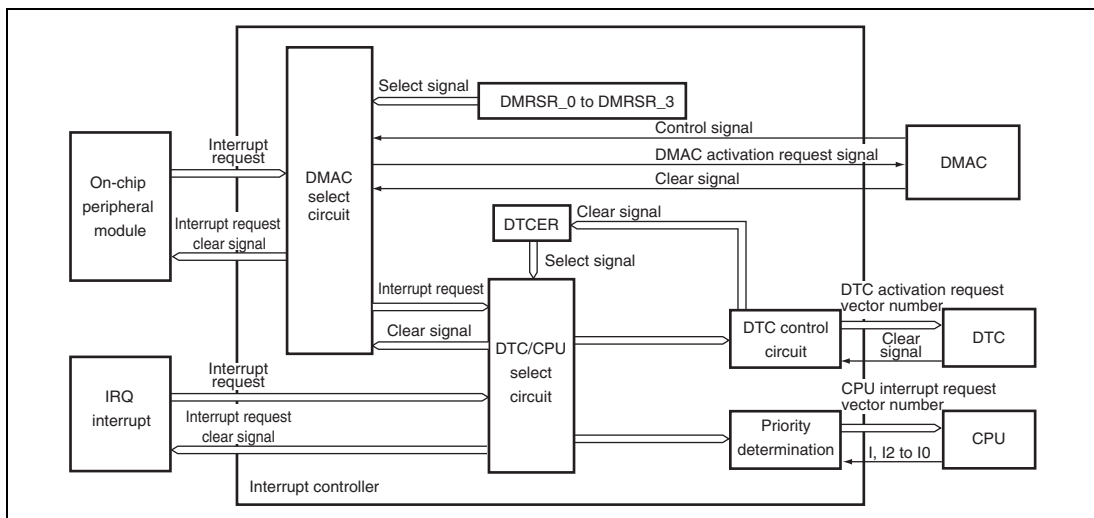 Select signal
DMRSR_0 to DMRSR_3
Control signal
DMAC activation request signal
Clear signal
DMAC
Interrupt
request
On-chip
peripheral
module
Interrupt request
clear signal
DMAC
select
circuit
DTCER
Clear signal
Select signal
Interrupt request
Clear signal
DTC/CPU
select
circuit
DTC activation request
vector number
DTC control
circuit
Clear
signal
DTC
IRQ
interrupt
Interrupt
request
Interrupt request
clear signal
CPU interrupt request
vector number
Priority
determination
I, I2 to I0
CPU
Interrupt controller